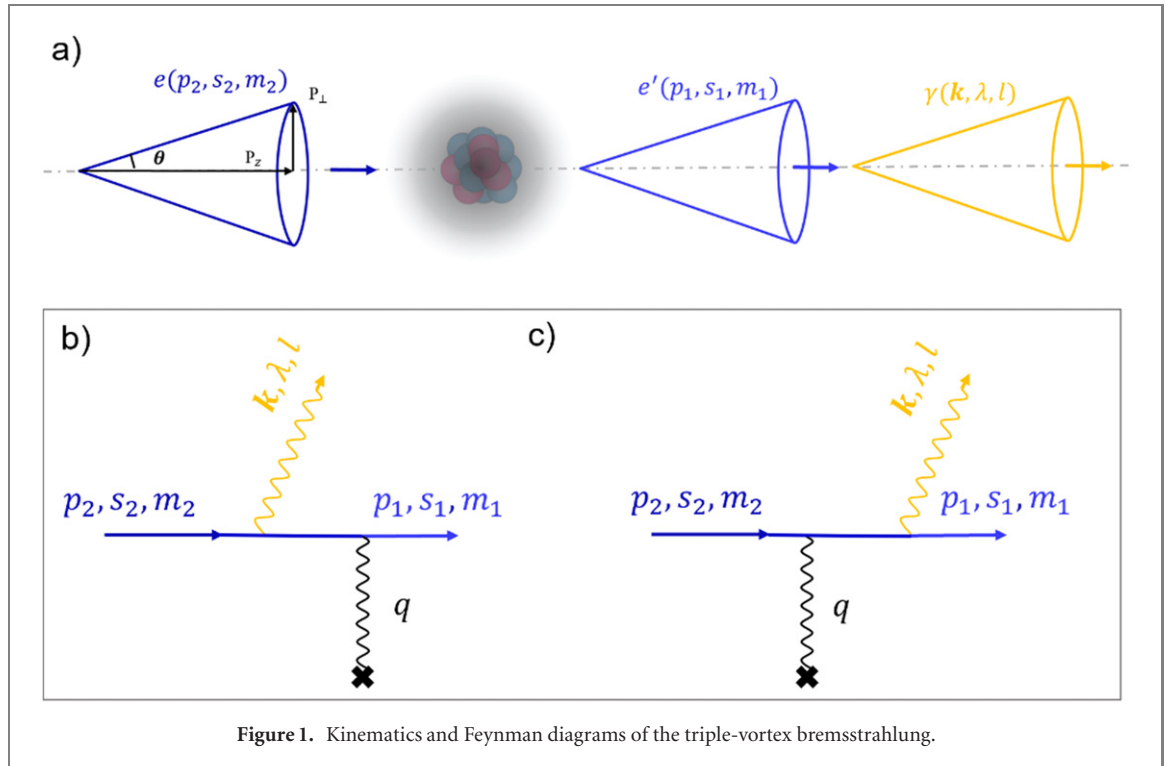 a)
e(p₂, s₂, m₂)
P⊥
θ
P_z
e′(p₁, s₁, m₁)
γ(k, λ, l)
b)
k, λ, l
p₂, s₂, m₂
p₁, s₁, m₁
q
c)
k, λ, l
p₂, s₂, m₂
p₁, s₁, m₁
q
Figure 1. Kinematics and Feynman diagrams of the triple-vortex bremsstrahlung.